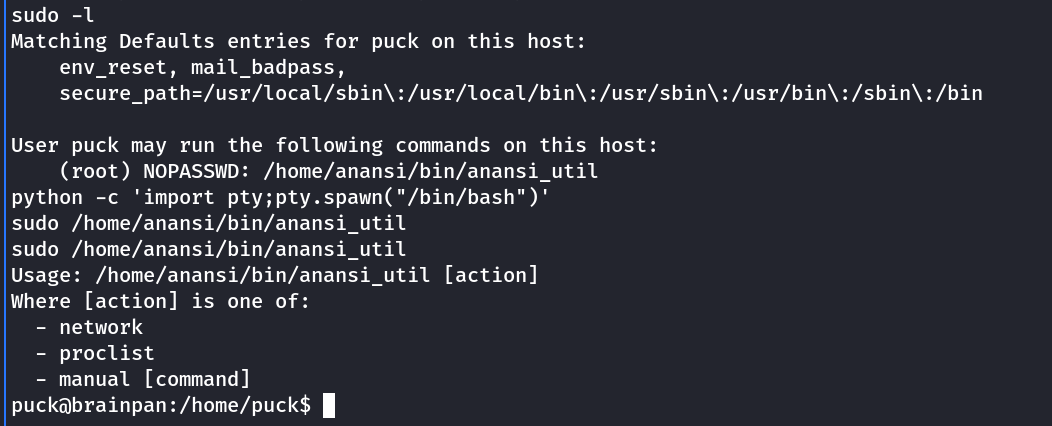 sudo -l
Matching Defaults entries for puck on this host:
    env_reset, mail_badpass,
    secure_path=/usr/local/sbin\:/usr/local/bin\:/usr/sbin\:/usr/bin\:/sbin\:/bin

User puck may run the following commands on this host:
    (root) NOPASSWD: /home/anansi/bin/anansi_util
python -c 'import pty;pty.spawn("/bin/bash")'
sudo /home/anansi/bin/anansi_util
sudo /home/anansi/bin/anansi_util
Usage: /home/anansi/bin/anansi_util [action]
Where [action] is one of:
  - network
  - proclist
  - manual [command]
puck@brainpan:/home/puck$